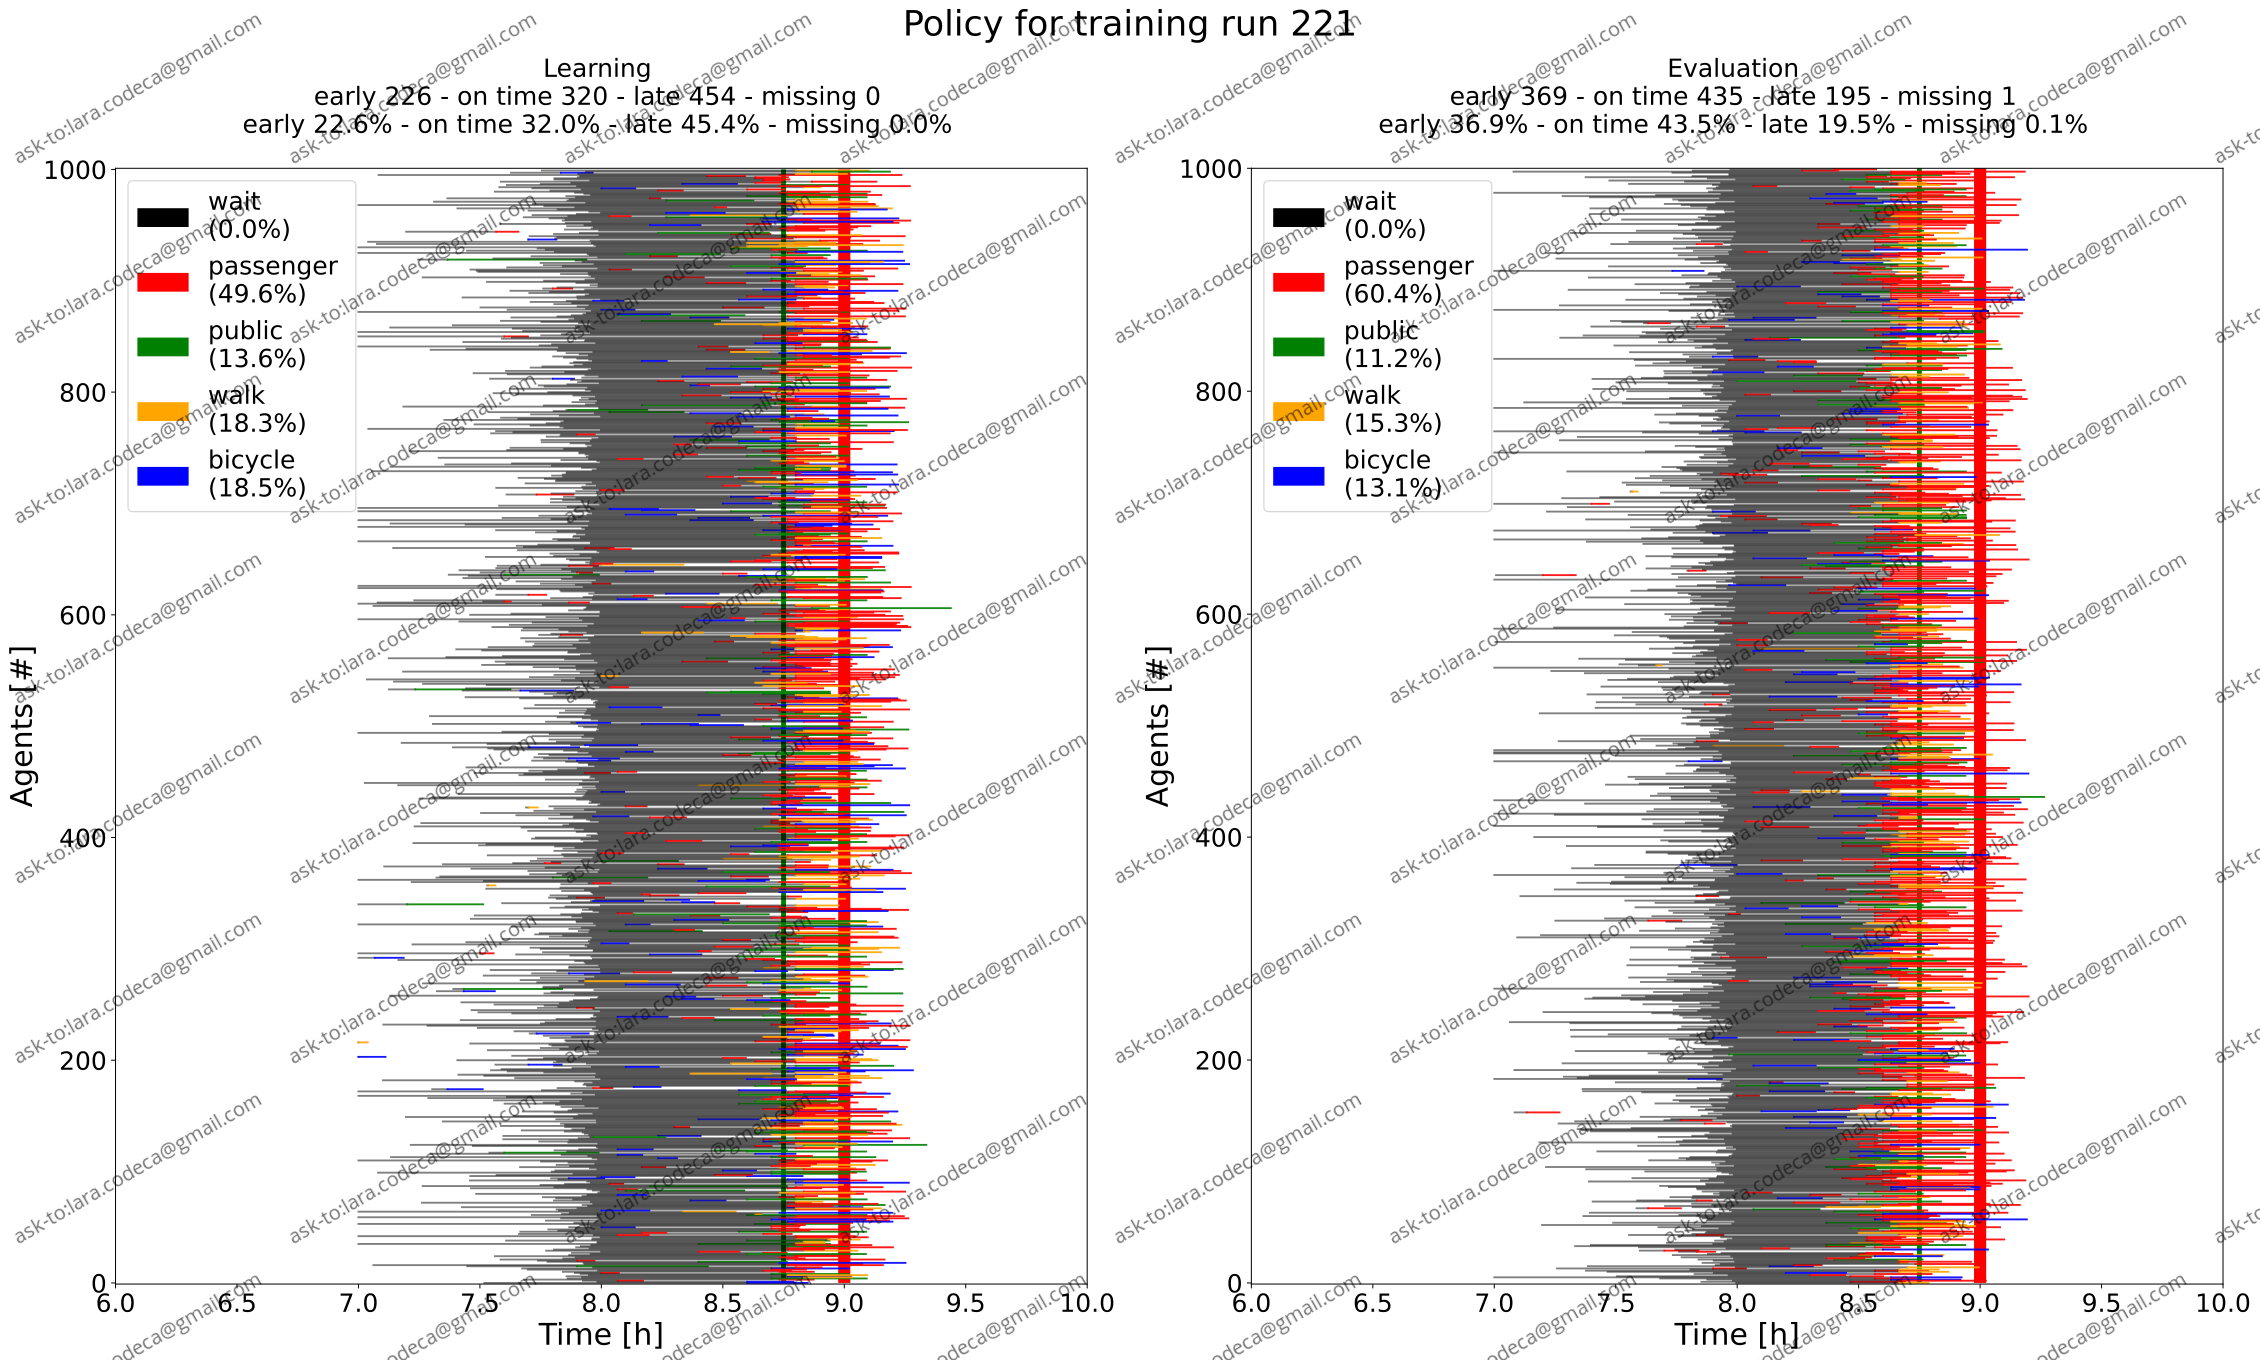 Policy for training run 221
Learning
early 226 - on time 320 - late 454 - missing 0
early 22.6% - on time 32.0% - late 45.4% - missing 0.0%
1000
800
600
400
200
0
Agents [#]
wait
(0.0%)
passenger
(49.6%)
public
(13.6%)
walk
(18.3%)
bicycle
(18.5%)
6.0 6.5 7.0 7.5 8.0 8.5 9.0 9.5 10.0
Time [h]
Evaluation
early 369 - on time 435 - late 195 - missing 1
early 36.9% - on time 43.5% - late 19.5% - missing 0.1%
1000
800
600
400
200
0
Agents [#]
wait
(0.0%)
passenger
(60.4%)
public
(11.2%)
walk
(15.3%)
bicycle
(13.1%)
6.0 6.5 7.0 7.5 8.0 8.5 9.0 9.5 10.0
Time [h]
ask-to:lara.codeca@gmail.com